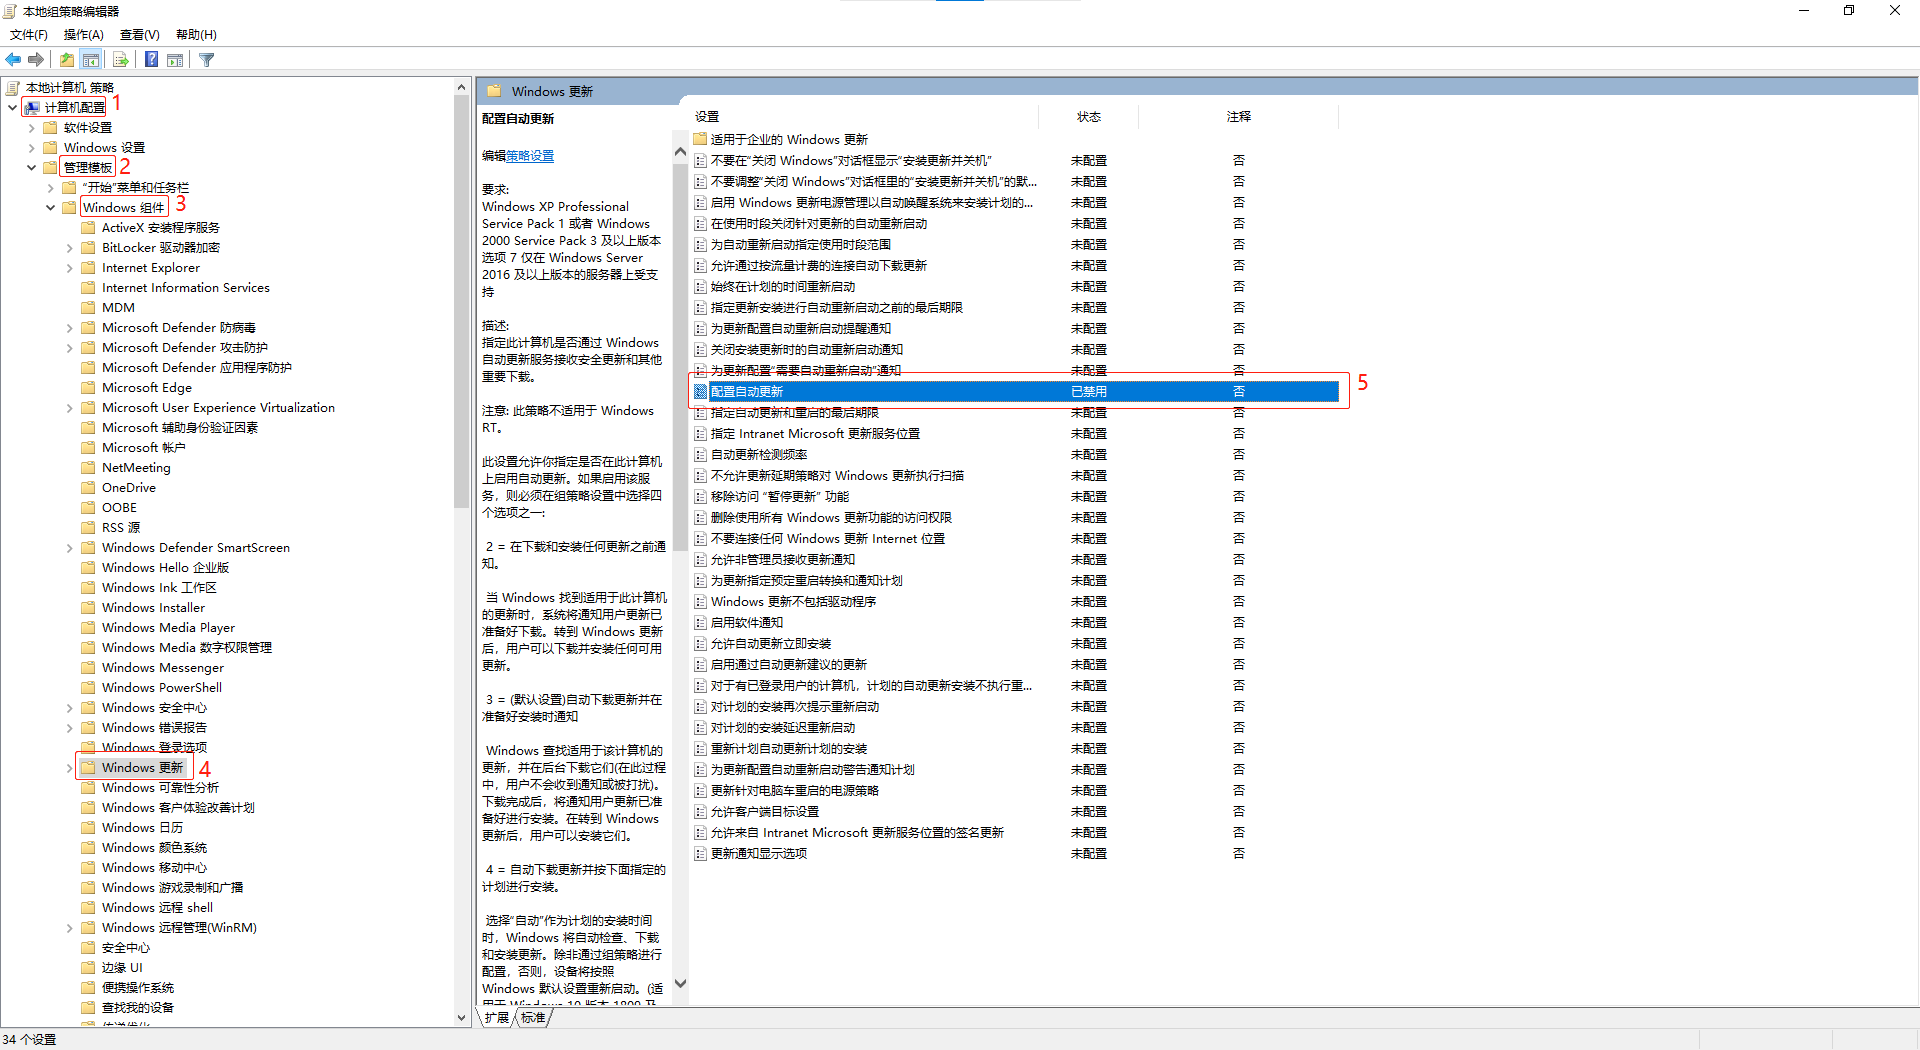 本地组策略编辑器
文件(F) 操作(A) 查看(V) 帮助(H)
本地计算机 策略
计算机配置 1
软件设置
Windows 设置
管理模板 2
“开始”菜单和任务栏
Windows 组件 3
ActiveX 安装程序服务
BitLocker 驱动器加密
Internet Explorer
Internet Information Services
MDM
Microsoft Defender 防病毒
Microsoft Defender 攻击防护
Microsoft Defender 应用程序防护
Microsoft Edge
Microsoft User Experience Virtualization
Microsoft 辅助身份验证因素
Microsoft 帐户
NetMeeting
OneDrive
OOBE
RSS 源
Windows Defender SmartScreen
Windows Hello 企业版
Windows Ink 工作区
Windows Installer
Windows Media Player
Windows Media 数字权限管理
Windows Messenger
Windows PowerShell
Windows 安全中心
Windows 错误报告
Windows 登录选项
Windows 更新 4
Windows 可靠性分析
Windows 客户体验改善计划
Windows 日历
Windows 颜色系统
Windows 移动中心
Windows 游戏录制和广播
Windows 远程 shell
Windows 远程管理(WinRM)
安全中心
边缘 UI
便携操作系统
查找我的设备
传递优化
Windows 更新
配置自动更新
编辑策略设置
要求:
Windows XP Professional
Service Pack 1 或者 Windows
2000 Service Pack 3 及以上版本
选项 7 仅在 Windows Server
2016 及以上版本的服务器上受支
持
描述:
指定此计算机是否通过 Windows
自动更新服务接收安全更新和其他
重要下载。
注意: 此策略不适用于 Windows
RT。
此设置允许你指定是否在此计算机
上启用自动更新。如果启用该服
务，则必须在组策略设置中选择四
个选项之一:
2 = 在下载和安装任何更新之前通
知。
当 Windows 找到适用于此计算机
的更新时，系统将通知用户更新已
准备好下载。转到 Windows 更新
后，用户可以下载并安装任何可用
更新。
3 = (默认设置)自动下载更新并在
准备好安装时通知
Windows 查找适用于该计算机的
更新，并在后台下载它们(在此过程
中，用户不会收到通知或被打扰)。
下载完成后，将通知用户更新已准
备好进行安装。在转到 Windows
更新后，用户可以安装它们。
4 = 自动下载更新并按下面指定的
计划进行安装。
选择“自动”作为计划的安装时间
时，Windows 将自动检查、下载
和安装更新。除非通过组策略进行
配置，否则，设备将按照
Windows 默认设置重新启动。(适
用于 Windows 10 版本 1809 及
设置 状态 注释
适用于企业的 Windows 更新
不要在“关闭 Windows”对话框显示“安装更新并关机” 未配置 否
不要调整“关闭 Windows”对话框里的“安装更新并关机”的默... 未配置 否
启用 Windows 更新电源管理以自动唤醒系统来安装计划的... 未配置 否
在使用时段关闭针对更新的自动重新启动 未配置 否
为自动重新启动指定使用时段范围 未配置 否
允许通过按流量计费的连接自动下载更新 未配置 否
始终在计划的时间重新启动 未配置 否
指定更新安装进行自动重新启动之前的最后期限 未配置 否
为更新配置自动重新启动提醒通知 未配置 否
关闭安装更新时的自动重新启动通知 未配置 否
为更新配置“需要自动重新启动”通知 未配置 否
配置自动更新 已禁用 否 5
指定自动更新和重启的最后期限 未配置 否
指定 Intranet Microsoft 更新服务位置 未配置 否
自动更新检测频率 未配置 否
不允许更新延期策略对 Windows 更新执行扫描 未配置 否
移除访问 “暂停更新” 功能 未配置 否
删除使用所有 Windows 更新功能的访问权限 未配置 否
不要连接任何 Windows 更新 Internet 位置 未配置 否
允许非管理员接收更新通知 未配置 否
为更新指定预定重启转换和通知计划 未配置 否
Windows 更新不包括驱动程序 未配置 否
启用软件通知 未配置 否
允许自动更新立即安装 未配置 否
启用通过自动更新建议的更新 未配置 否
对于有已登录用户的计算机，计划的自动更新安装不执行重... 未配置 否
对计划的安装再次提示重新启动 未配置 否
对计划的安装延迟重新启动 未配置 否
重新计划自动更新计划的安装 未配置 否
为更新配置自动重新启动警告通知计划 未配置 否
更新针对电脑车重启的电源策略 未配置 否
允许客户端目标设置 未配置 否
允许来自 Intranet Microsoft 更新服务位置的签名更新 未配置 否
更新通知显示选项 未配置 否
扩展 标准
34 个设置